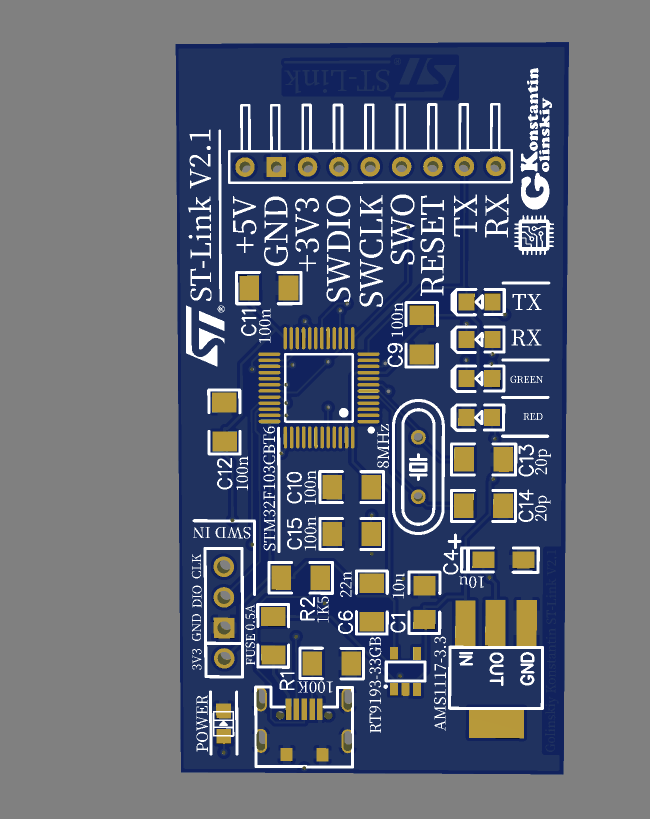 ST-Link
Konstantin
Golinskiy
ST-Link V2.1
+5V
GND
+3V3
SWDIO
SWCLK
SWO
RESET
TX
RX
C11
100n
C9
100n
TX
RX
GREEN
RED
ST®
C12
100n
STM32F103CBT6
8MHz
C13
20p
C14
20p
C10
100n
C15
100n
SWD IN
3V3 GND DIO CLK
FUSE 0.5A
R2
1K5
22n
C6
10u
C1
C4+
10u
R1
100K
RT9193-33GB
AMS1117-3.3
IN
OUT
GND
POWER
Golinskiy Konstantin ST-Link V2.1